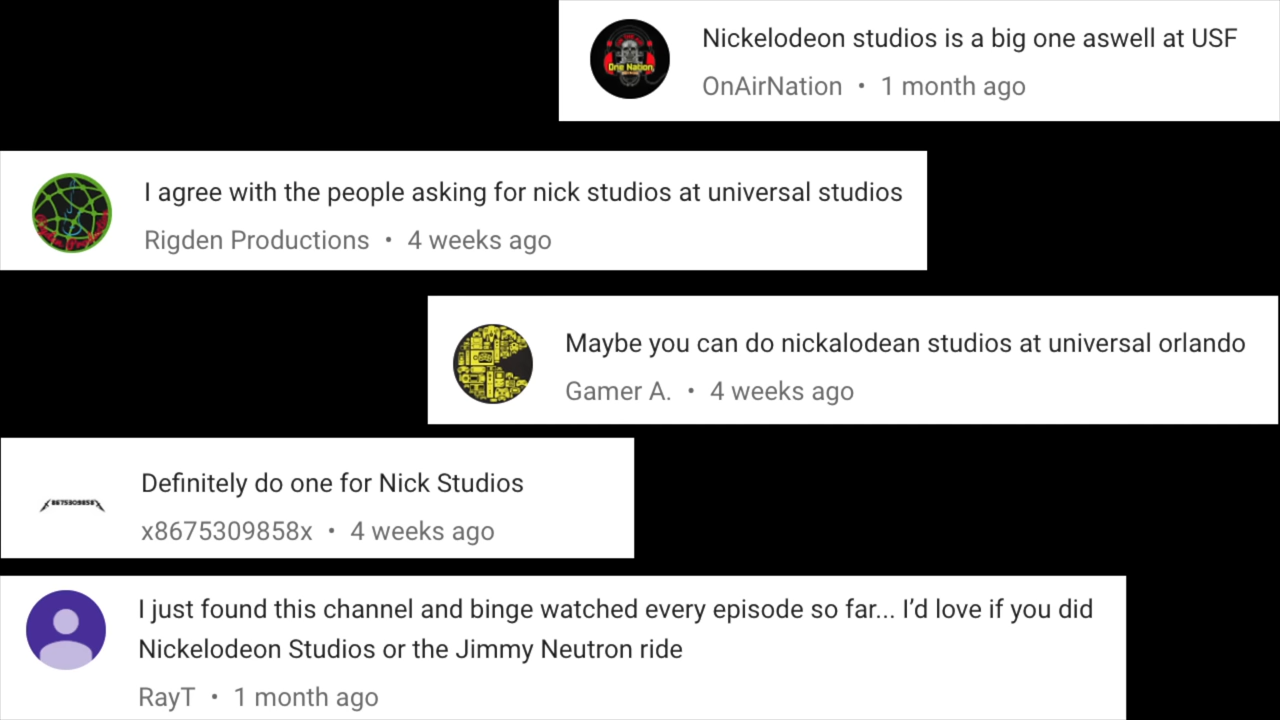 Nickelodeon studios is a big one aswell at USF
One Nation
OnAirNation • 1 month ago
I agree with the people asking for nick studios at universal studios
Rigden Productions • 4 weeks ago
Maybe you can do nickalodean studios at universal orlando
Gamer A. • 4 weeks ago
Definitely do one for Nick Studios
x8675309858x
x8675309858x • 4 weeks ago
I just found this channel and binge watched every episode so far... I’d love if you did
Nickelodeon Studios or the Jimmy Neutron ride
RayT • 1 month ago